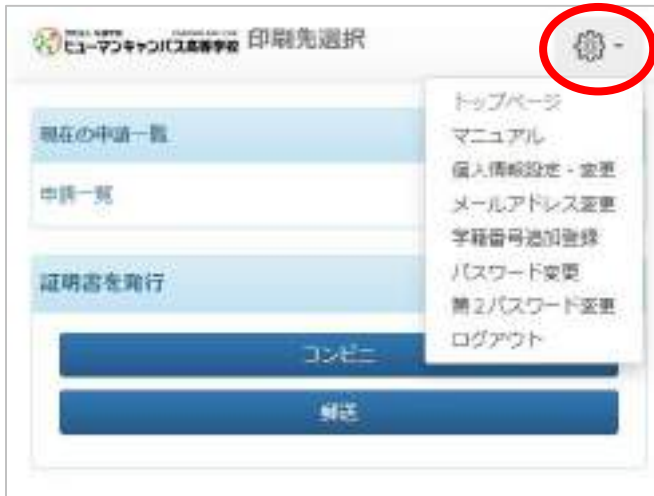 ヒューマンキャンパス高等学校 印刷先選択
トップページ
マニュアル
個人情報設定・変更
メールアドレス変更
学籍番号追加登録
パスワード変更
第2パスワード変更
ログアウト
現在の申請一覧
申請一覧
証明書を発行
コンビニ
郵送